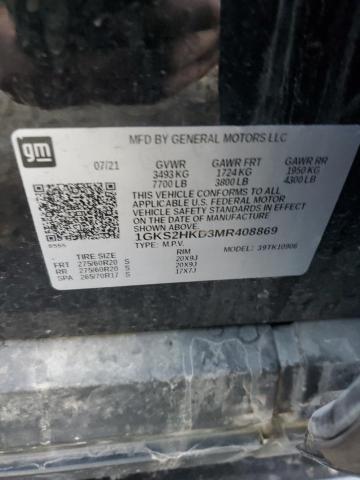 gm
MFD BY GENERAL MOTORS LLC
07/21 GVWR GAWR FRT GAWR RR
3493 KG 1724 KG 1950 KG
7700 LB 3800 LB 4300 LB
THIS VEHICLE CONFORMS TO ALL
APPLICABLE U.S. FEDERAL MOTOR VEHICLE
SAFETY STANDARDS IN EFFECT ON THE
DATE OF MANUFACTURE SHOWN ABOVE.
1GKS2HKD3MR408869
TYPE: M.P.V. MODEL: 39TK10906
TIRE SIZE RIM
FRT 275/60R20 S 20X9J
RR 275/60R20 S 20X9J
SPA 265/70R17 S 17X7J